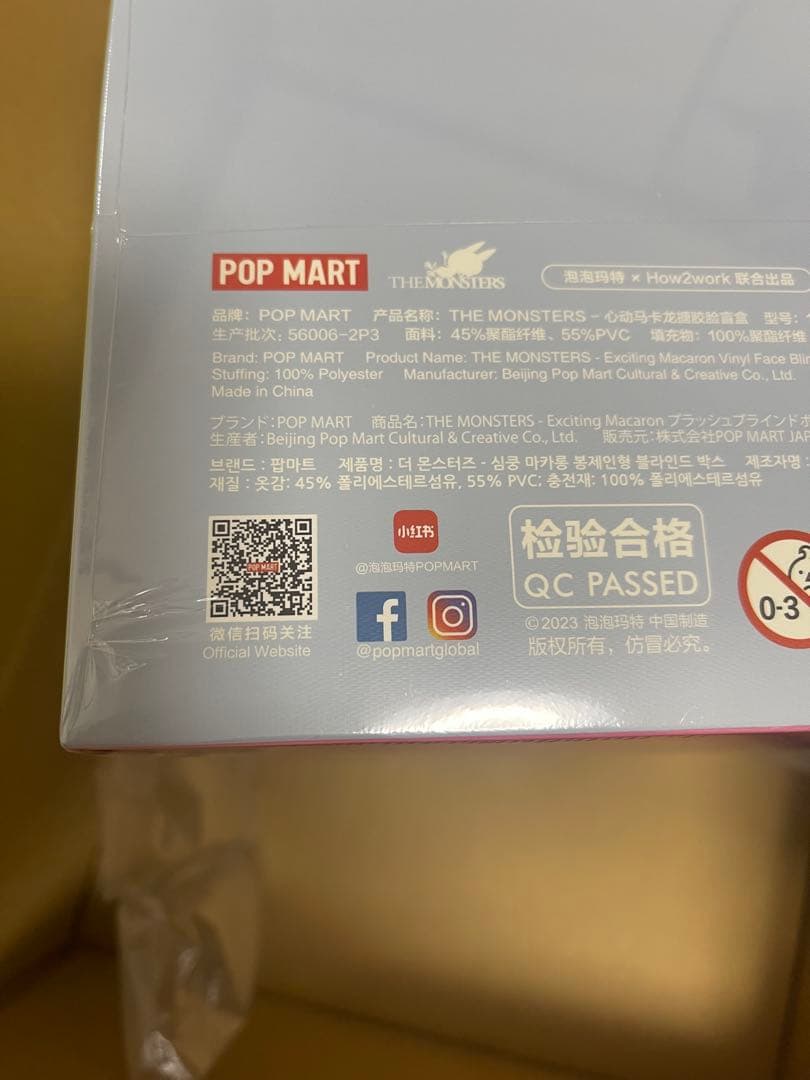 POP MART THE MONSTERS 泡泡玛特 × How2work 联合出品
品牌: POP MART 产品名称: THE MONSTERS - 心动马卡龙搪胶脸盲盒 型号:
生产批次: 56006-2P3 面料: 45%聚酯纤维、55%PVC 填充物: 100%聚酯纤维
Brand: POP MART Product Name: THE MONSTERS - Exciting Macaron Vinyl Face
Stuffing: 100% Polyester Manufacturer: Beijing Pop Mart Cultural & Creative Co., Ltd.
Made in China
ブランド:POP MART 商品名:THE MONSTERS - Exciting Macaron プラッシュブラインド
生産者:Beijing Pop Mart Cultural & Creative Co., Ltd. 販売元:株式会社POP MART
브랜드 : 팝마트 제품명 : 더 몬스터즈 - 심쿵 마카롱 봉제인형 블라인드 박스 제조자명 :
재질 : 옷감: 45% 폴리에스테르섬유, 55% PVC; 충전재: 100% 폴리에스테르섬유
POP MART
微信扫码关注
Official Website
小红书
@泡泡玛特POPMART
@popmartglobal
检验合格
QC PASSED
©2023 泡泡玛特 中国制造
版权所有，仿冒必究。
0-3